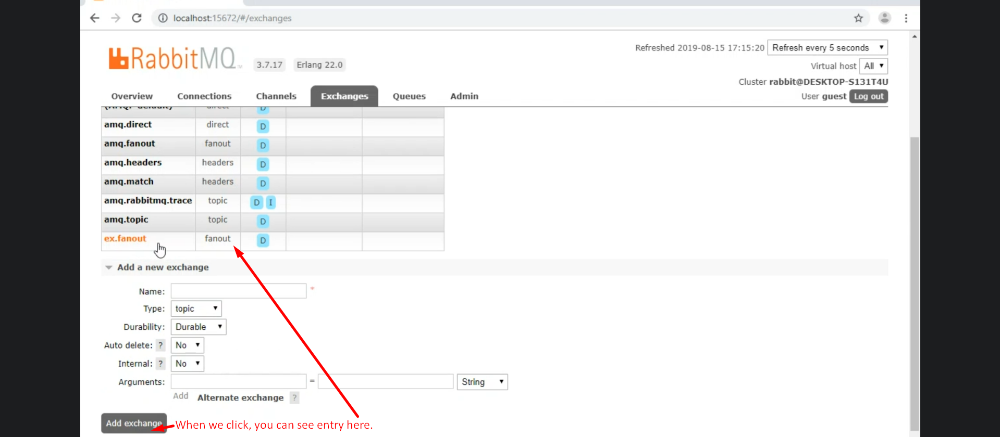 localhost:15672/#/exchanges
Refreshed 2019-08-15 17:15:20 Refresh every 5 seconds
RabbitMQ TM 3.7.17 Erlang 22.0
Virtual host All
Cluster rabbit@DESKTOP-S131T4U
User guest Log out
Overview Connections Channels Exchanges Queues Admin
(AMQP default) direct D
amq.direct direct D
amq.fanout fanout D
amq.headers headers D
amq.match headers D
amq.rabbitmq.trace topic D I
amq.topic topic D
ex.fanout fanout D
Add a new exchange
Name: *
Type: topic
Durability: Durable
Auto delete: ? No
Internal: ? No
Arguments: = String
Add Alternate exchange ?
Add exchange When we click, you can see entry here.